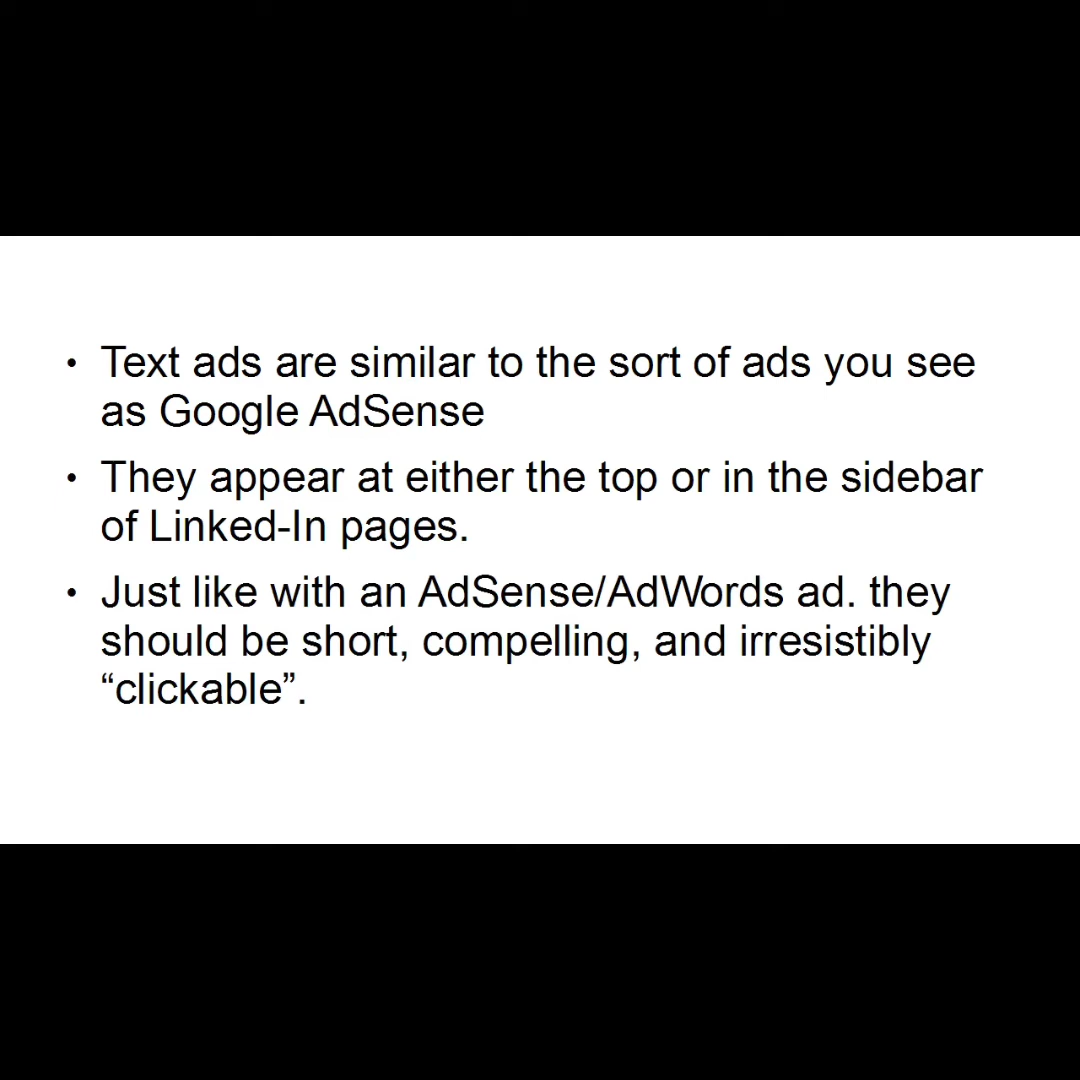 • Text ads are similar to the sort of ads you see
as Google AdSense
• They appear at either the top or in the sidebar
of Linked-In pages.
• Just like with an AdSense/AdWords ad. they
should be short, compelling, and irresistibly
“clickable”.